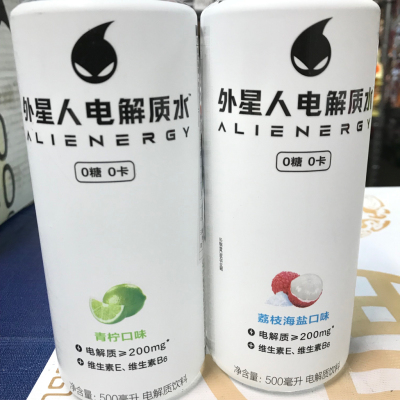 外星人电解质水
ALIENERGY
0糖 0卡
青柠口味
+ 电解质≥200mg*
+ 维生素E、维生素B6
净含量: 500毫升 电解质饮料
外星人电解质水
ALIENERGY
0糖 0卡
荔枝海盐口味
+ 电解质≥200mg*
+ 维生素E、维生素B6
净含量: 500毫升 电解质饮料